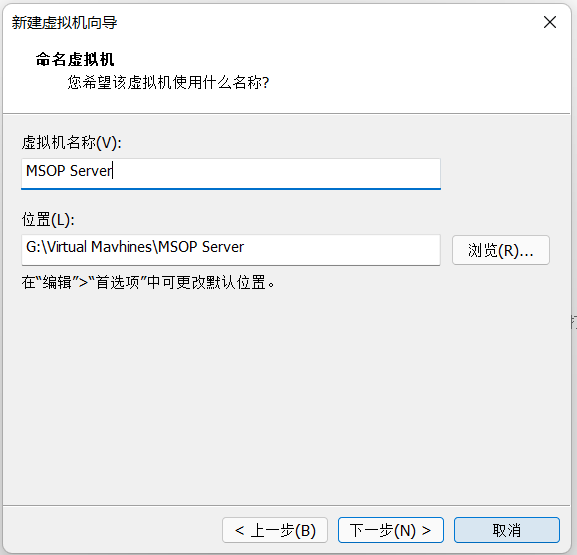 新建虚拟机向导
命名虚拟机
您希望该虚拟机使用什么名称?
虚拟机名称(V):
MSOP Server
位置(L):
G:\Virtual Mavhines\MSOP Server
浏览(R)...
在“编辑”>“首选项”中可更改默认位置。
< 上一步(B)
下一步(N) >
取消